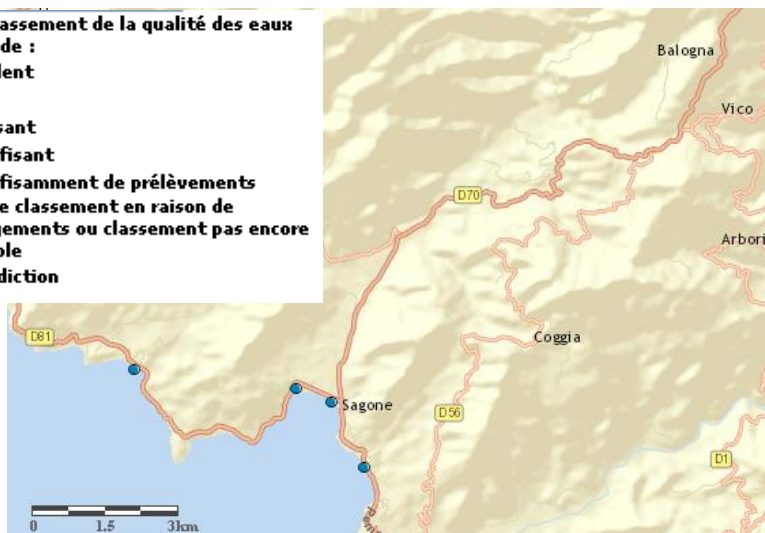 assement de la qualité des eaux
de :
lent
sant
fisant
fisamment de prélèvements
e classement en raison de
gements ou classement pas encore
ble
diction
Balogna
Vico
D70
Arbori
D81
Coggia
Sagone
D56
D1
0 1.5 3km